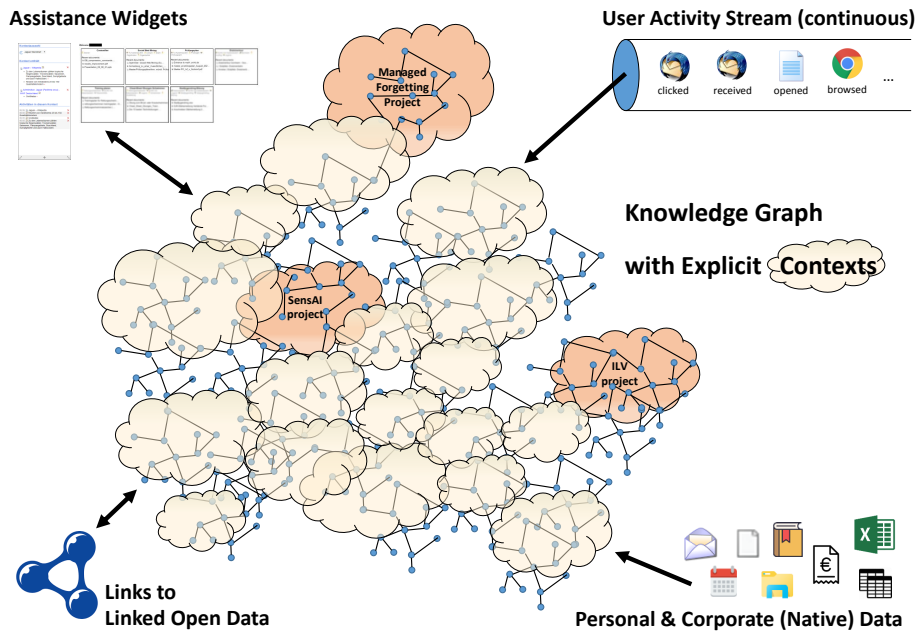 Assistance Widgets
User Activity Stream (continuous)
clicked
received
opened
browsed
...
Managed
Forgetting
Project
Knowledge Graph
with Explicit Contexts
SensAI
project
ILV
project
Links to
Linked Open Data
€
X
Personal & Corporate (Native) Data